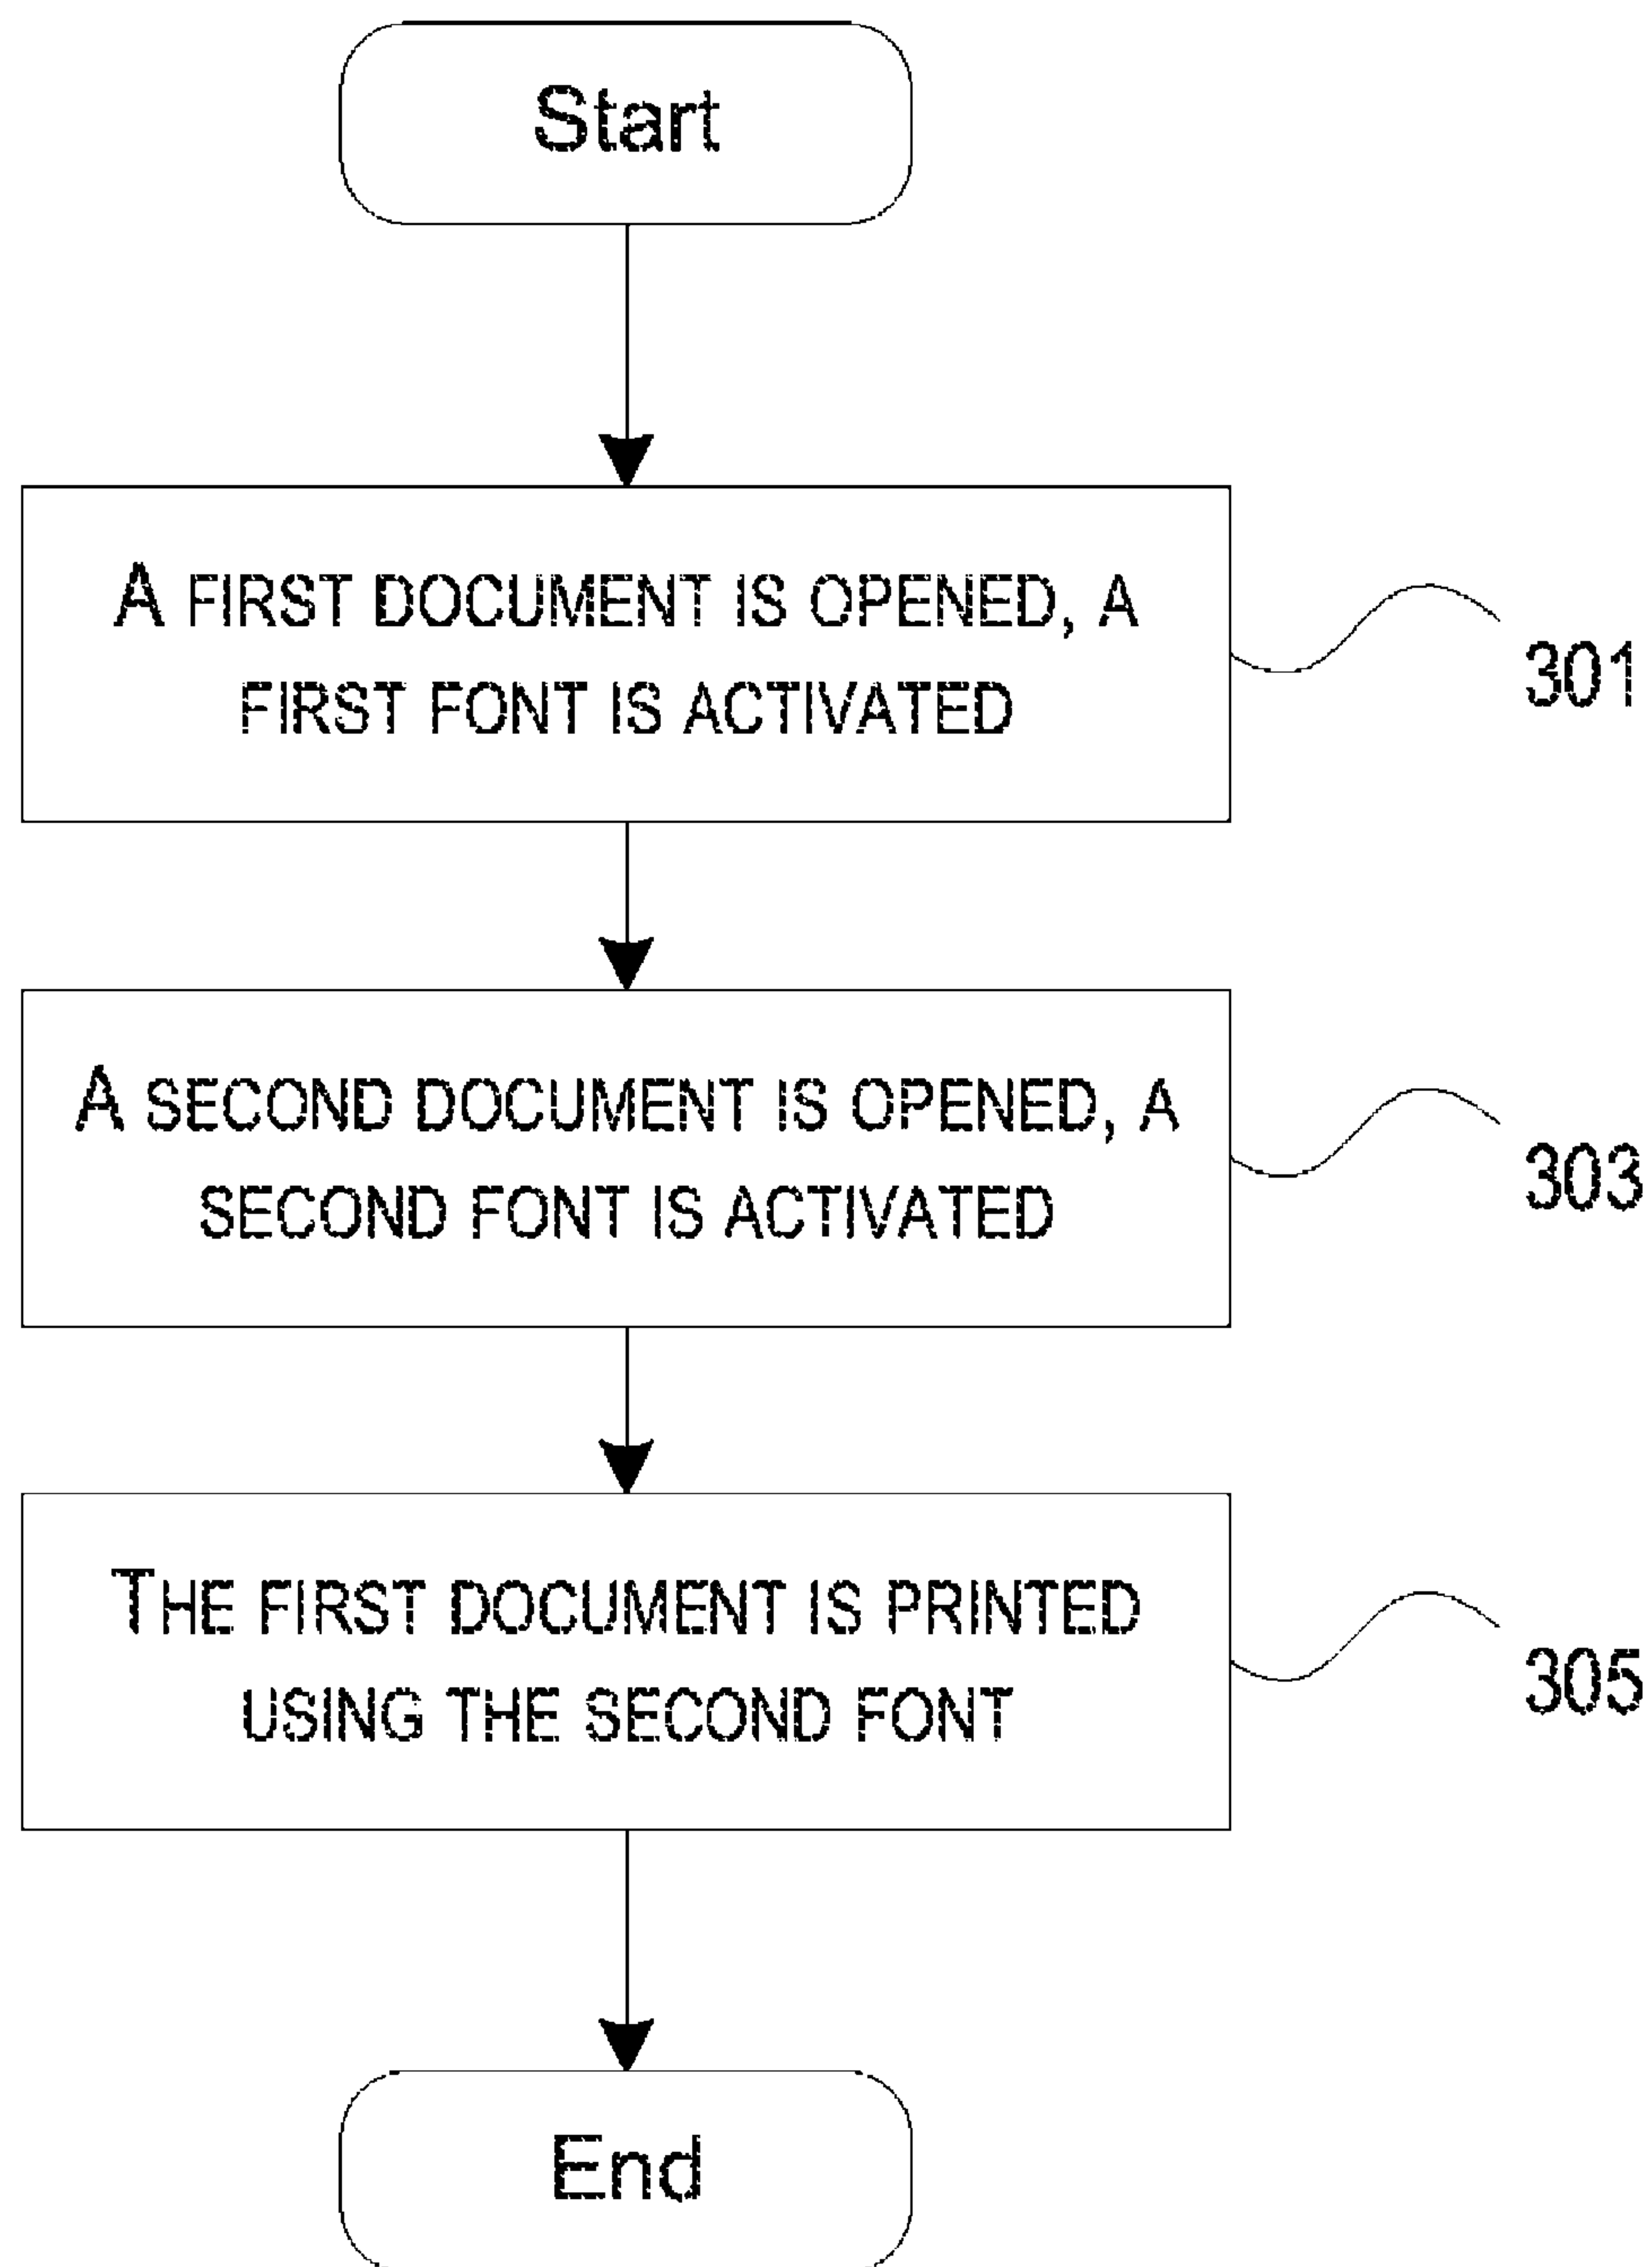 Start
A FIRST DOCUMENT IS OPENED, A
FIRST FONT IS ACTIVATED
301
A SECOND DOCUMENT IS OPENED, A
SECOND FONT IS ACTIVATED
303
THE FIRST DOCUMENT IS PRINTED
USING THE SECOND FONT
305
End